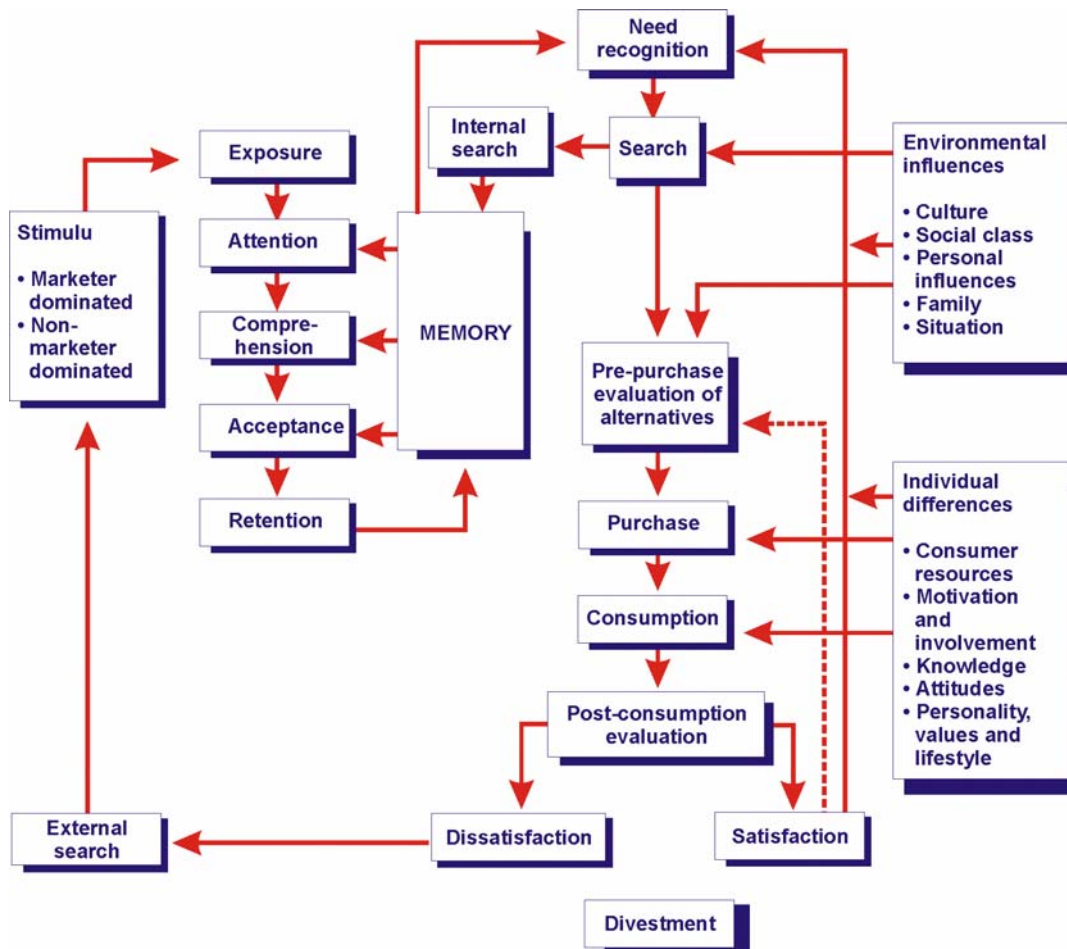 Need
recognition
Internal
search
Search
Exposure
Attention
Compre-
hension
Acceptance
Retention
MEMORY
Stimulu
• Marketer
dominated
• Non-
marketer
dominated
Environmental
influences
• Culture
• Social class
• Personal
influences
• Family
• Situation
Pre-purchase
evaluation of
alternatives
Purchase
Consumption
Individual
differences
• Consumer
resources
• Motivation
and
involvement
• Knowledge
• Attitudes
• Personality,
values and
lifestyle
Post-consumption
evaluation
External
search
Dissatisfaction
Satisfaction
Divestment